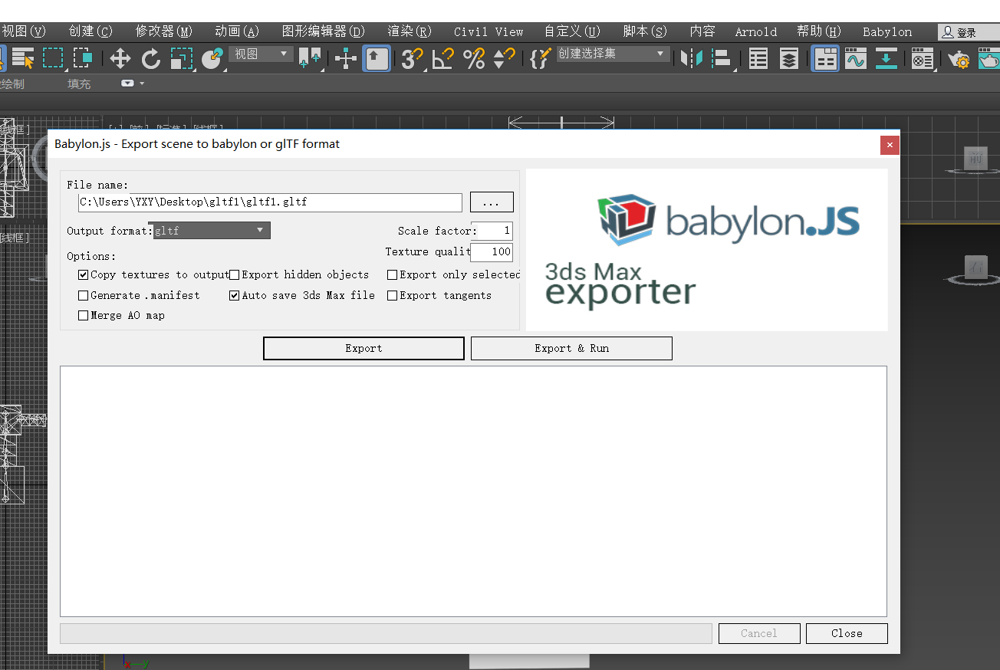 视图(V) 创建(C) 修改器(M) 动画(A) 图形编辑器(D) 渲染(R) Civil View 自定义(U) 脚本(S) 内容 Arnold 帮助(H) Babylon 登录
视图 创建选择集
绘制 填充
线框]
前
Babylon.js - Export scene to babylon or glTF format
File name:
C:\Users\YXY\Desktop\gltf1\gltf1.gltf ...
Output format: gltf Scale factor: 1
Texture qualit 100
Options:
Copy textures to output Export hidden objects Export only selected
Generate .manifest Auto save 3ds Max file Export tangents
Merge AO map
babylon.JS
3ds Max
exporter
线框]
右
Export Export & Run
Cancel Close
x y